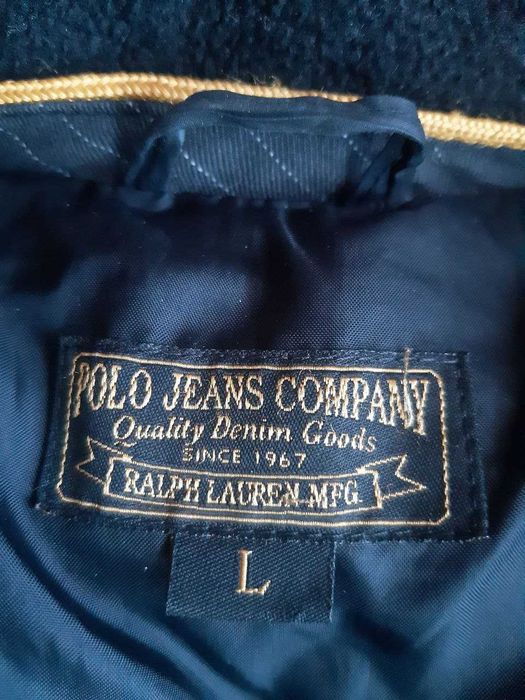 POLO JEANS COMPANY
Quality Denim Goods
SINCE 1967
RALPH LAUREN MFG
L